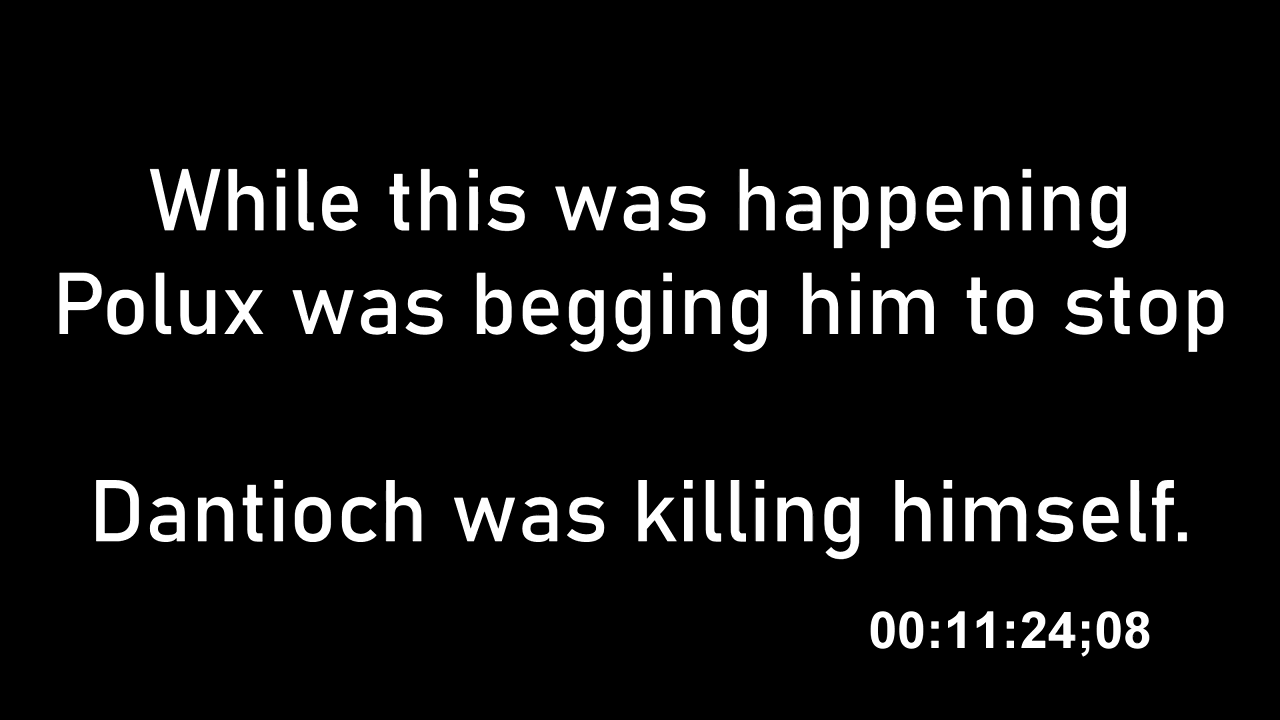 While this was happening
Polux was begging him to stop
Dantioch was killing himself.
00:11:24;08